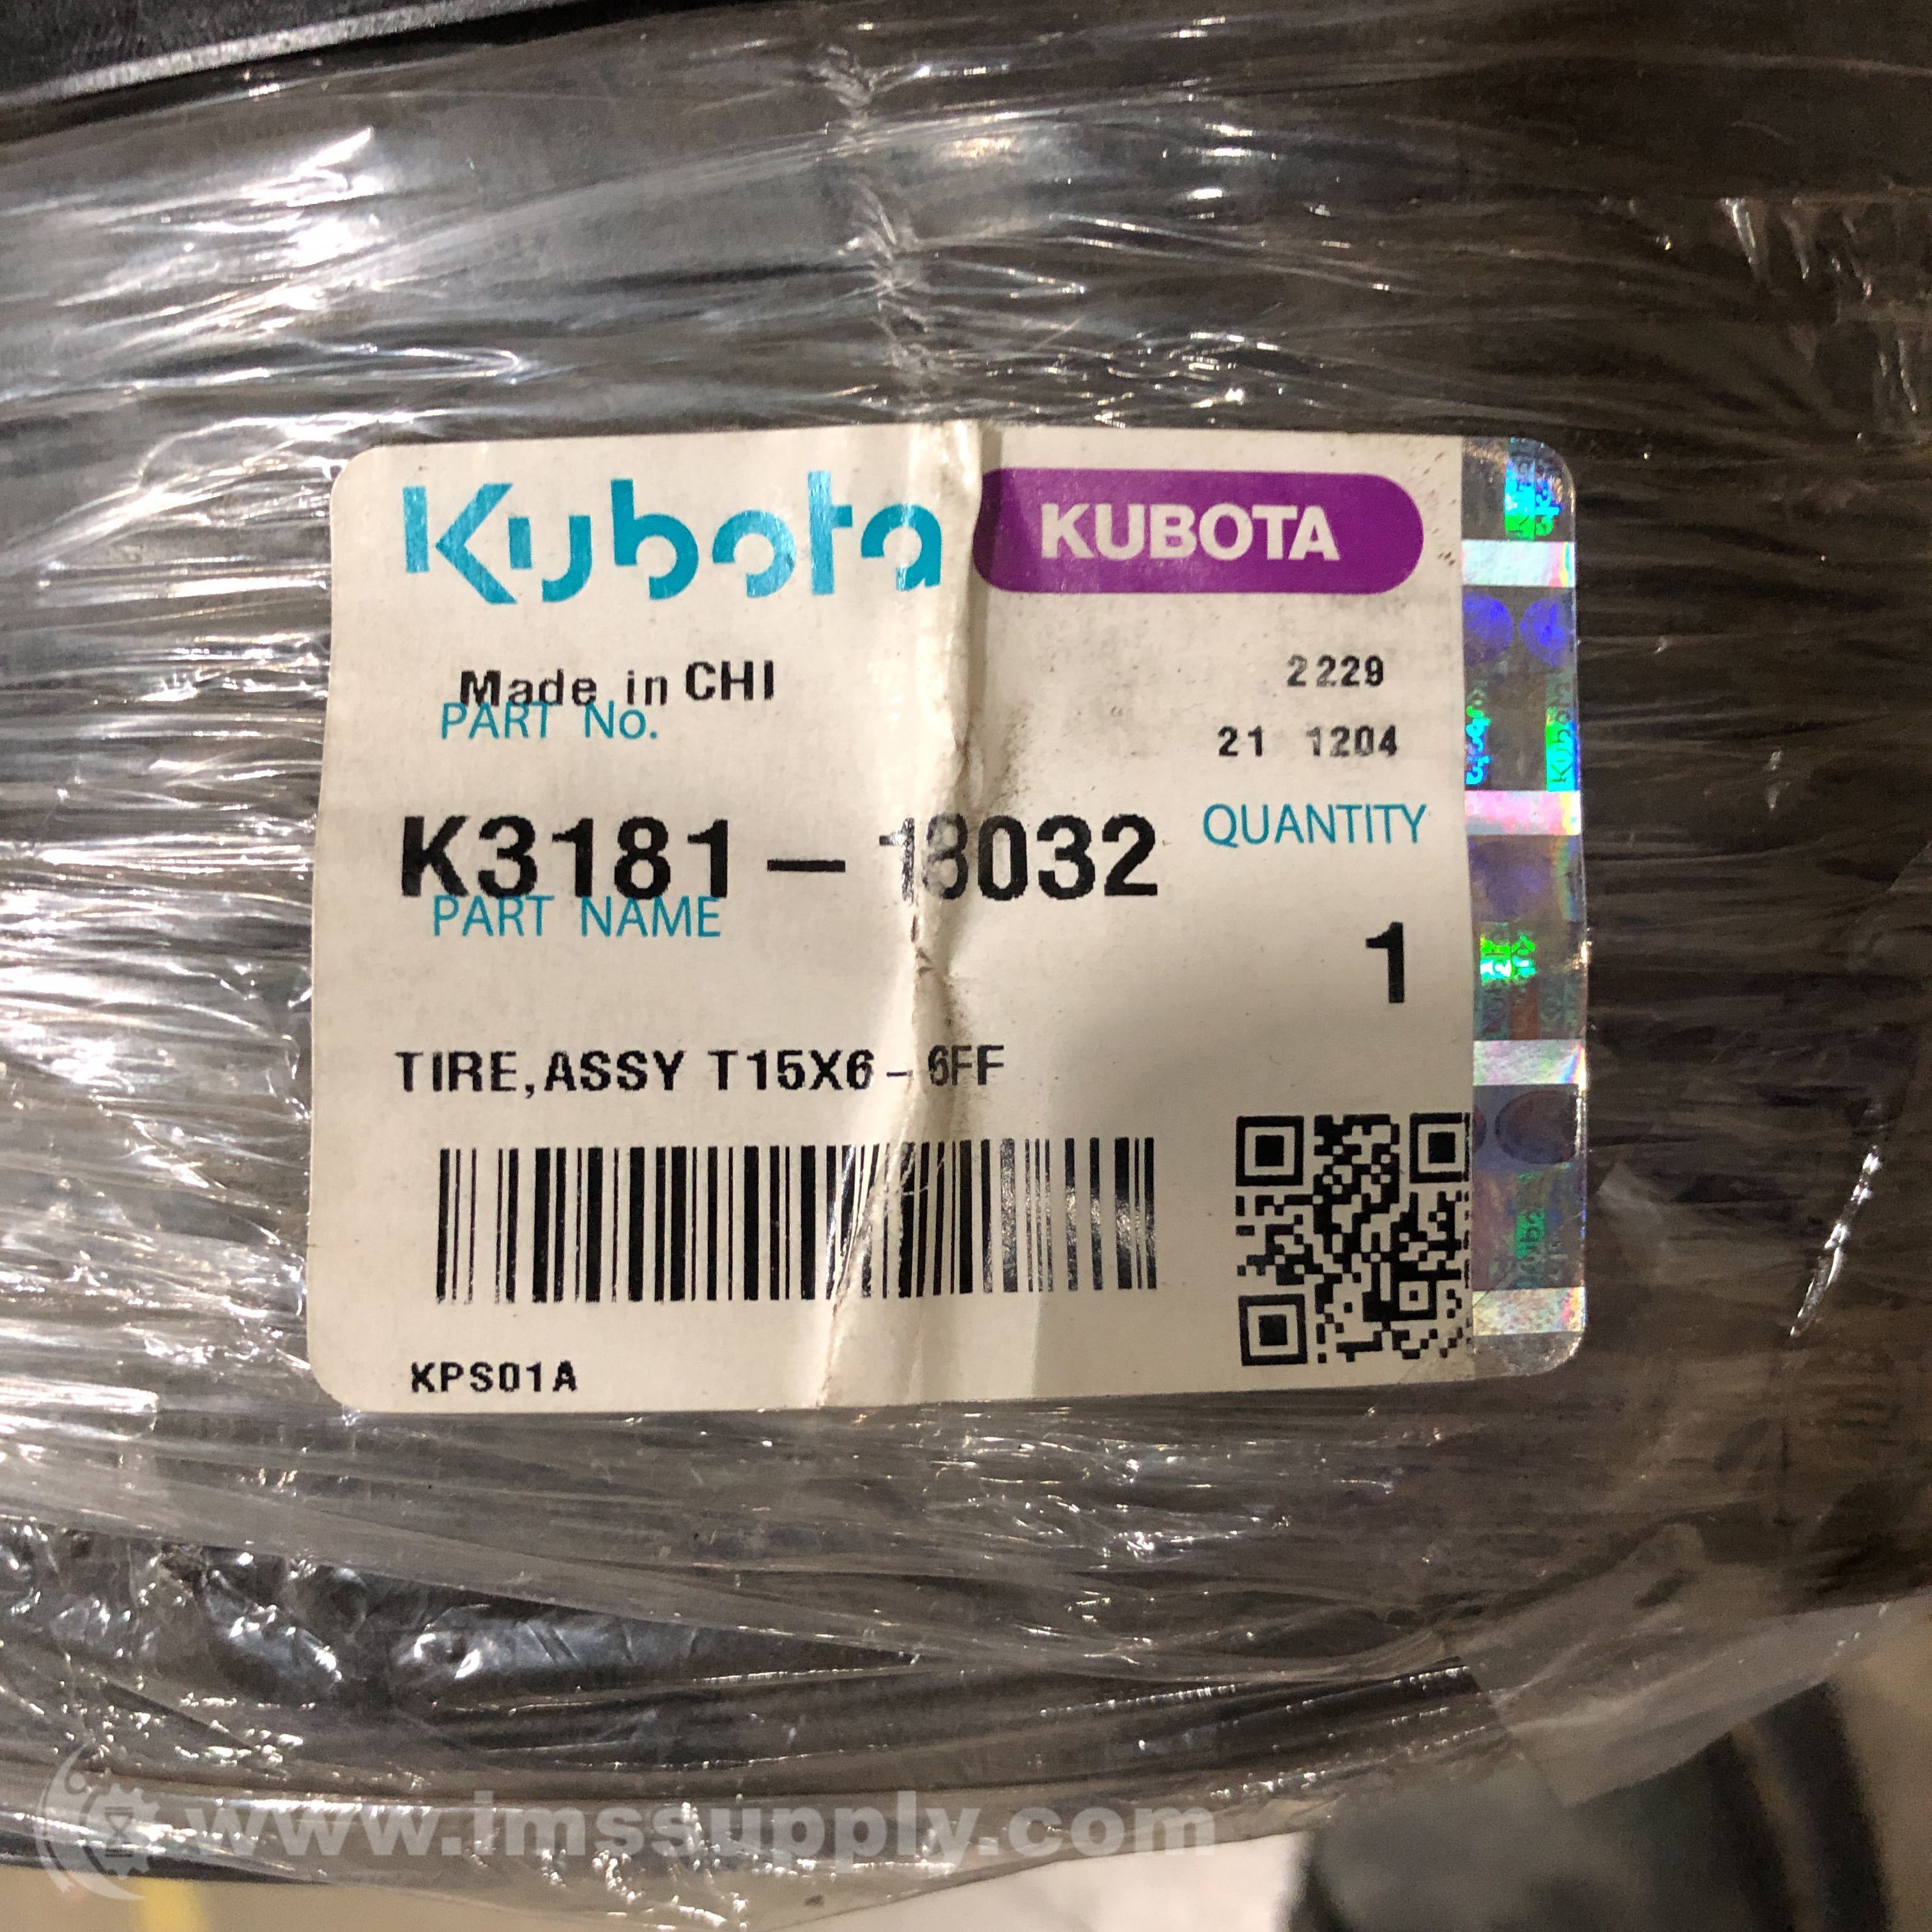 Kubota KUBOTA
Made in CHI 2229
PART No. 21 1204
K3181-18032 QUANTITY
PART NAME 1
TIRE,ASSY T15X6-6FF
KPS01A
www.imssupply.com